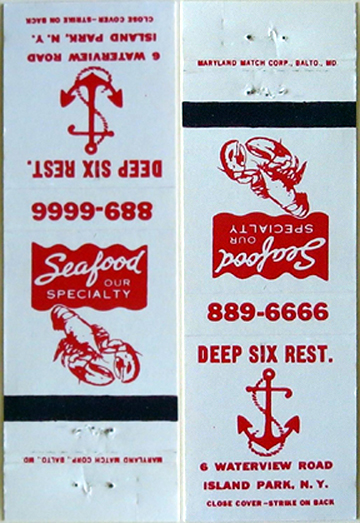 CLOSE COVER-STRIKE ON BACK
ISLAND PARK, N.Y.
6 WATERVIEW ROAD
DEEP SIX REST.
889-6666
Seafood
OUR
SPECIALTY
MARYLAND MATCH CORP., BALTO., MD
MARYLAND MATCH CORP., BALTO., MD.
Seafood
OUR
SPECIALTY
889-6666
DEEP SIX REST.
6 WATERVIEW ROAD
ISLAND PARK, N.Y.
CLOSE COVER-STRIKE ON BACK